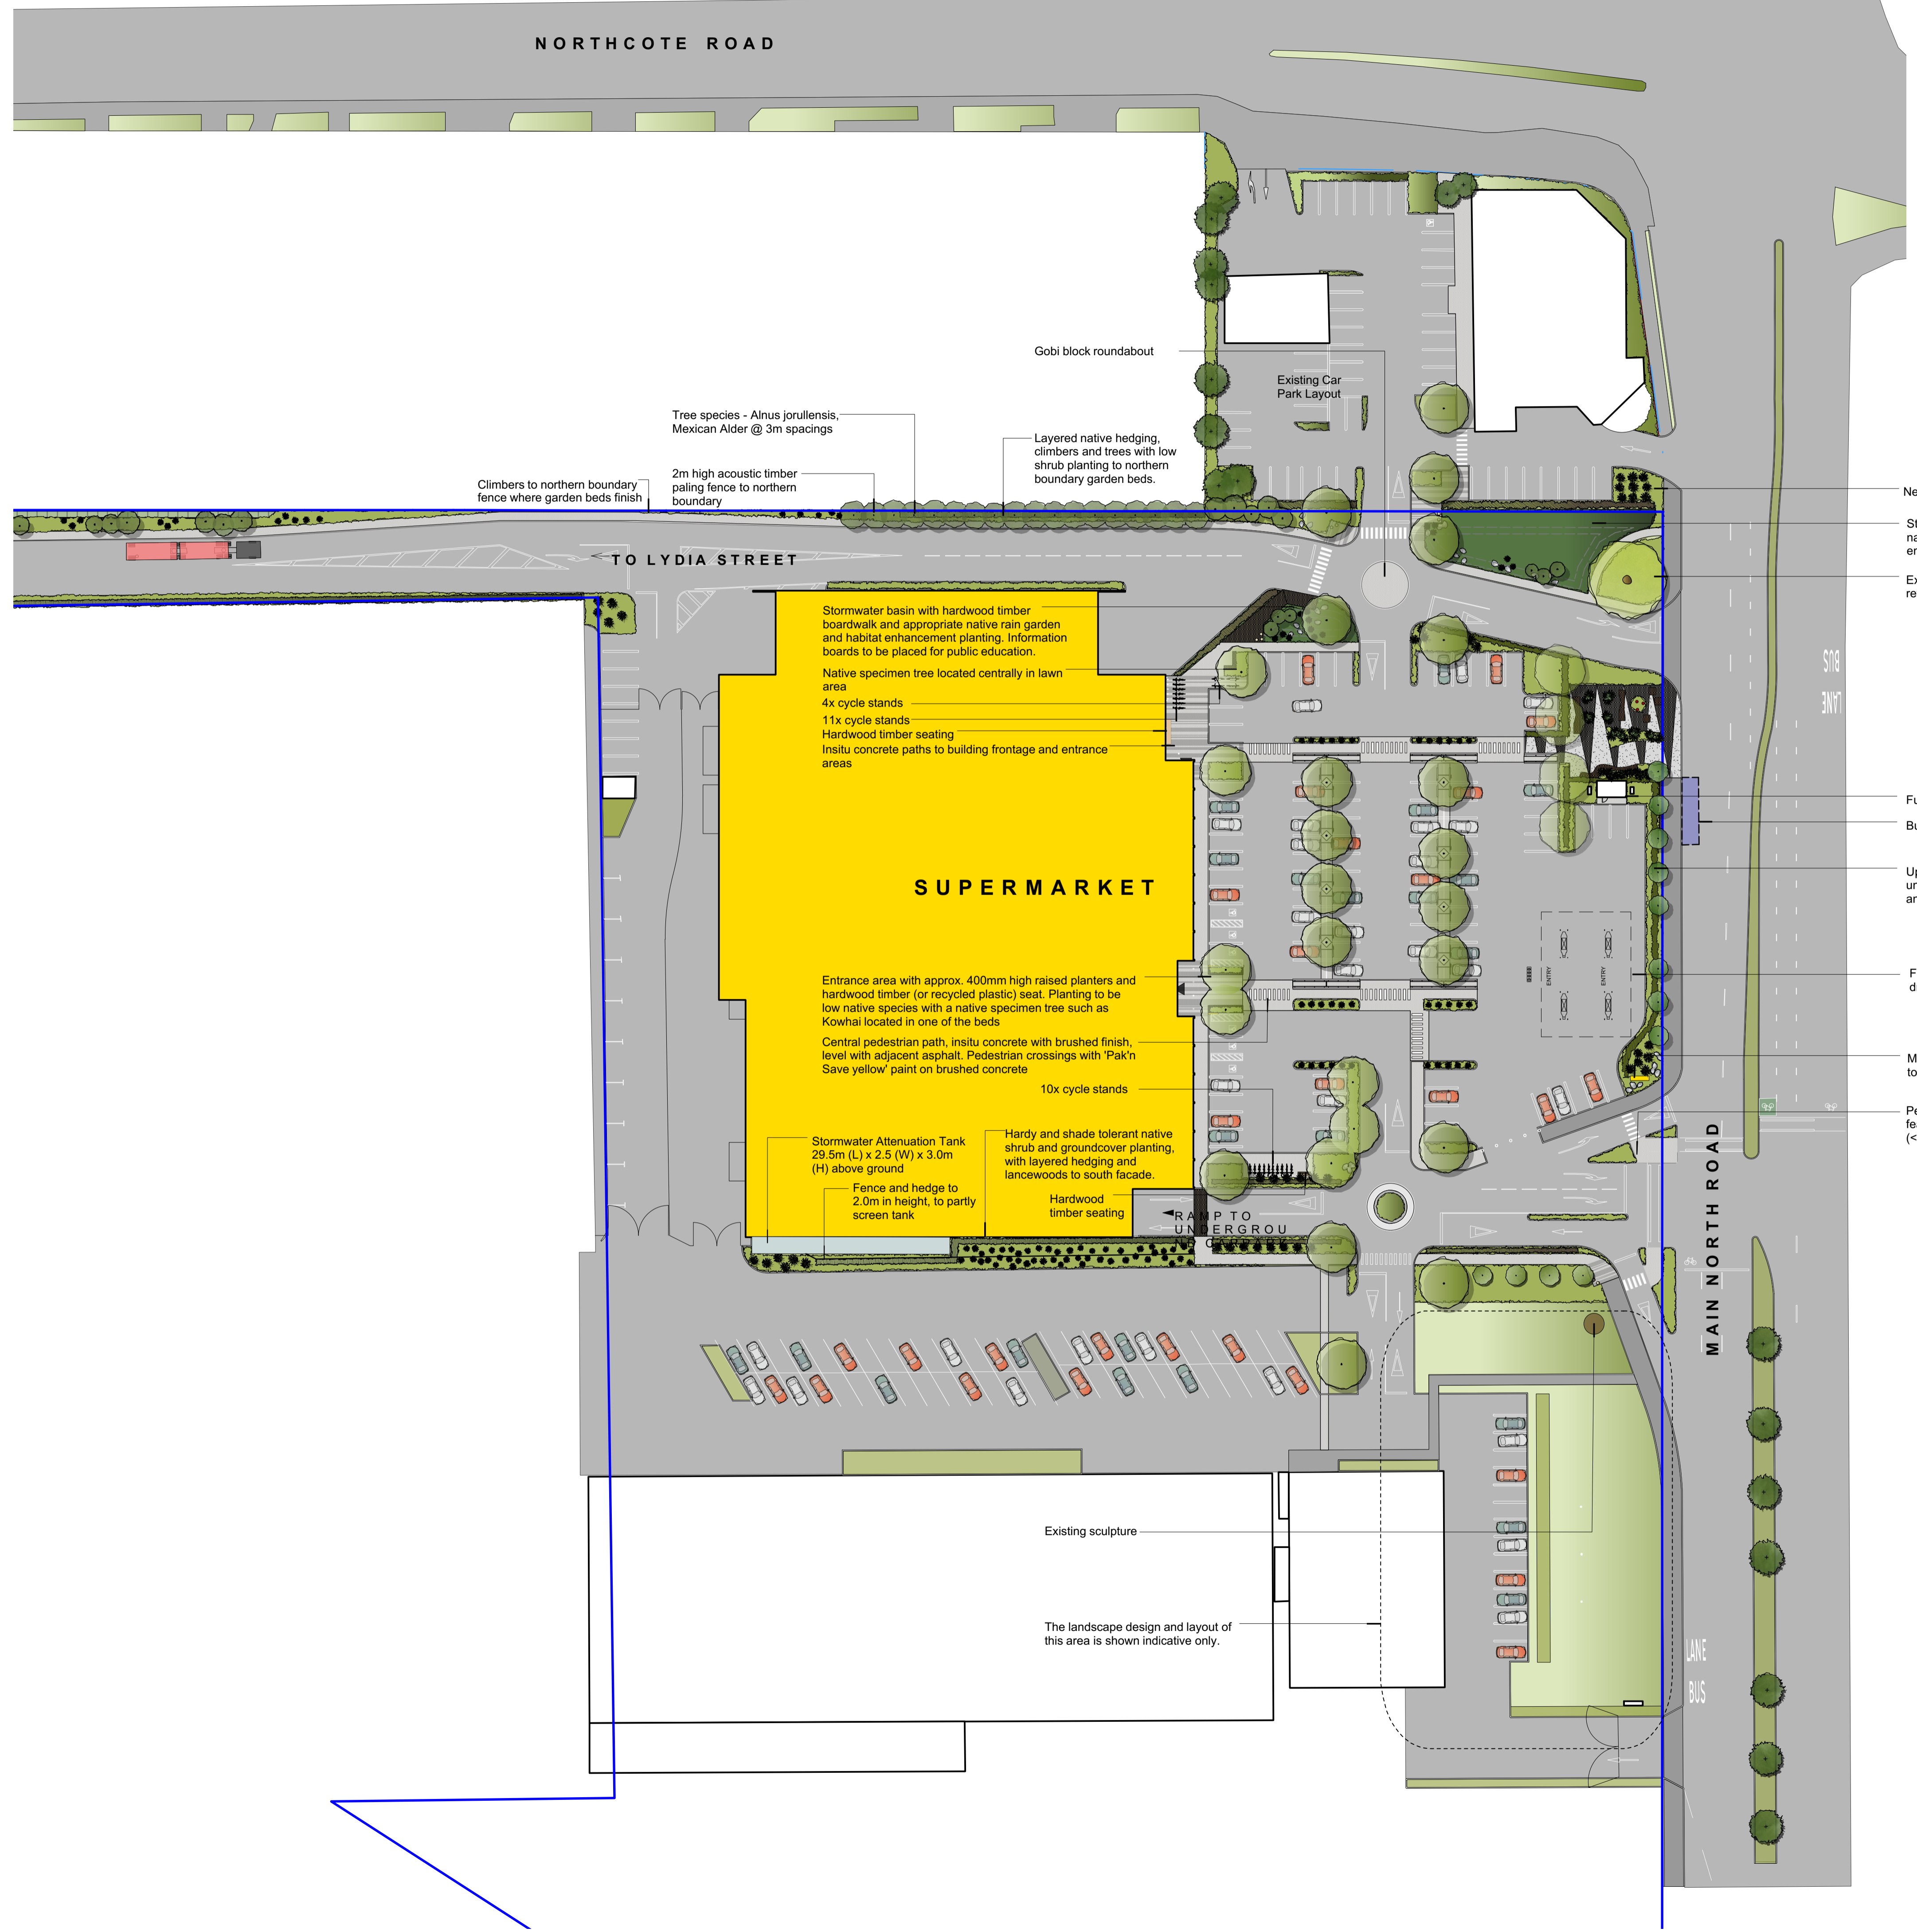 NORTHCOTE ROAD
Gobi block roundabout
Existing Car
Park Layout
Tree species - Alnus jorullensis,
Mexican Alder @ 3m spacings
Layered native hedging,
climbers and trees with low
shrub planting to northern
boundary garden beds.
2m high acoustic timber
paling fence to northern
boundary
Climbers to northern boundary
fence where garden beds finish
TO LYDIA STREET
Stormwater basin with hardwood timber
boardwalk and appropriate native rain garden
and habitat enhancement planting. Information
boards to be placed for public education.
Native specimen tree located centrally in lawn
area
4x cycle stands
11x cycle stands
Hardwood timber seating
Insitu concrete paths to building frontage and entrance
areas
BUS
LANE
SUPERMARKET
ENTRY
ENTRY
Entrance area with approx. 400mm high raised planters and
hardwood timber (or recycled plastic) seat. Planting to be
low native species with a native specimen tree such as
Kowhai located in one of the beds
Central pedestrian path, insitu concrete with brushed finish,
level with adjacent asphalt. Pedestrian crossings with 'Pak'n
Save yellow' paint on brushed concrete
10x cycle stands
Stormwater Attenuation Tank
29.5m (L) x 2.5 (W) x 3.0m
(H) above ground
Hardy and shade tolerant native
shrub and groundcover planting,
with layered hedging and
lancewoods to south facade.
Fence and hedge to
2.0m in height, to partly
screen tank
Hardwood
timber seating
RAMP TO
UNDERGROU
MAIN NORTH ROAD
Existing sculpture
The landscape design and layout of
this area is shown indicative only.
LANE
BUS